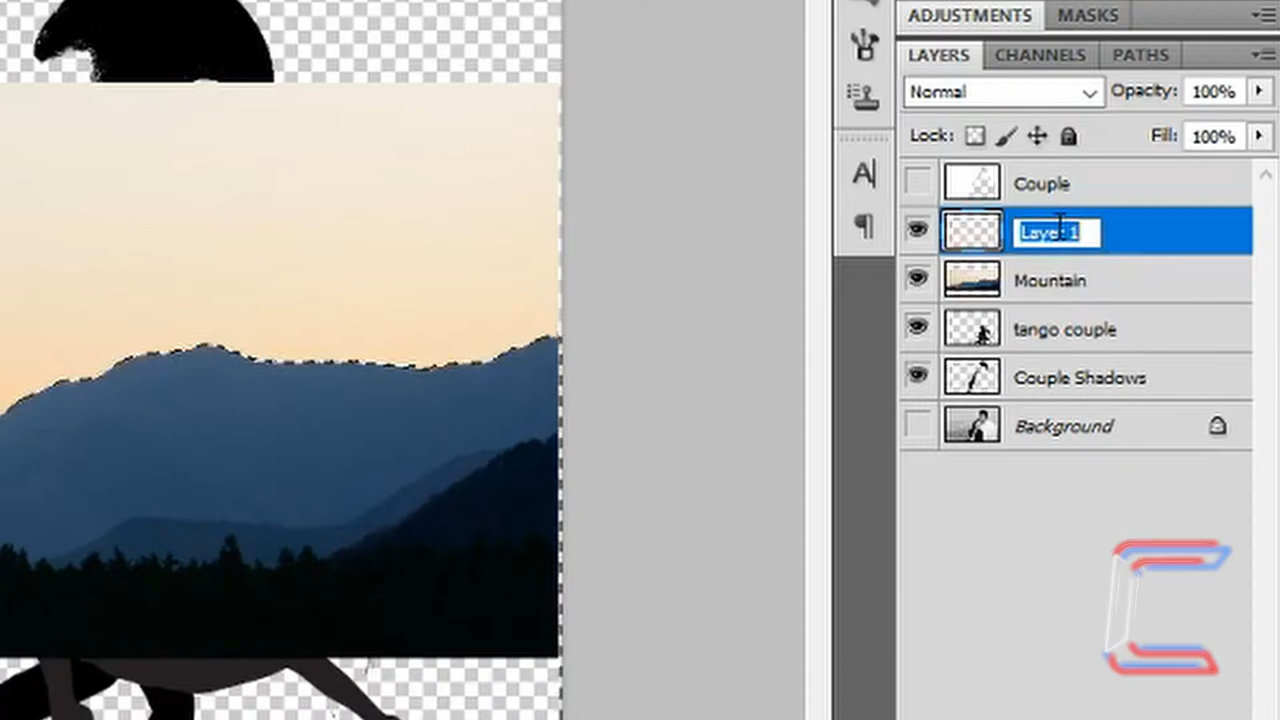 ADJUSTMENTS MASKS
LAYERS CHANNELS PATHS
Normal Opacity: 100%
Lock: Fill: 100%
Couple
Layer 1
Mountain
tango couple
Couple Shadows
Background